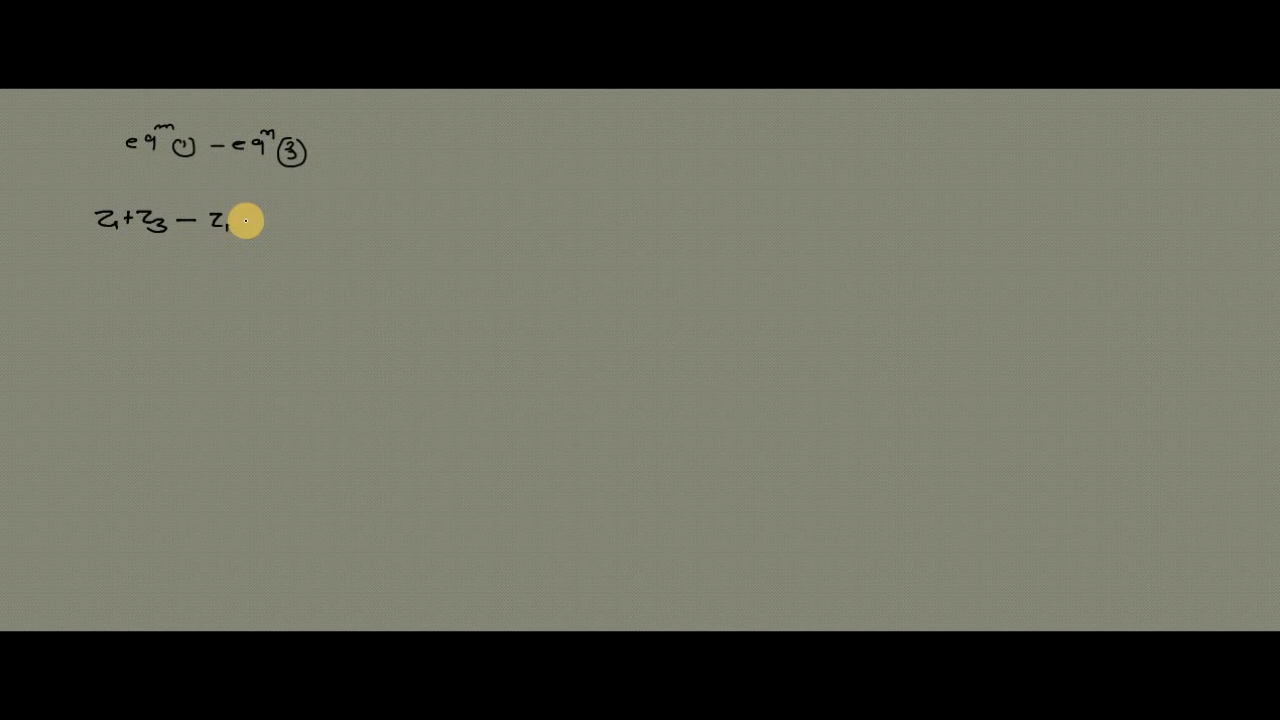 eqⁿ ① - eqⁿ ③
z₁+z₃ - z₁